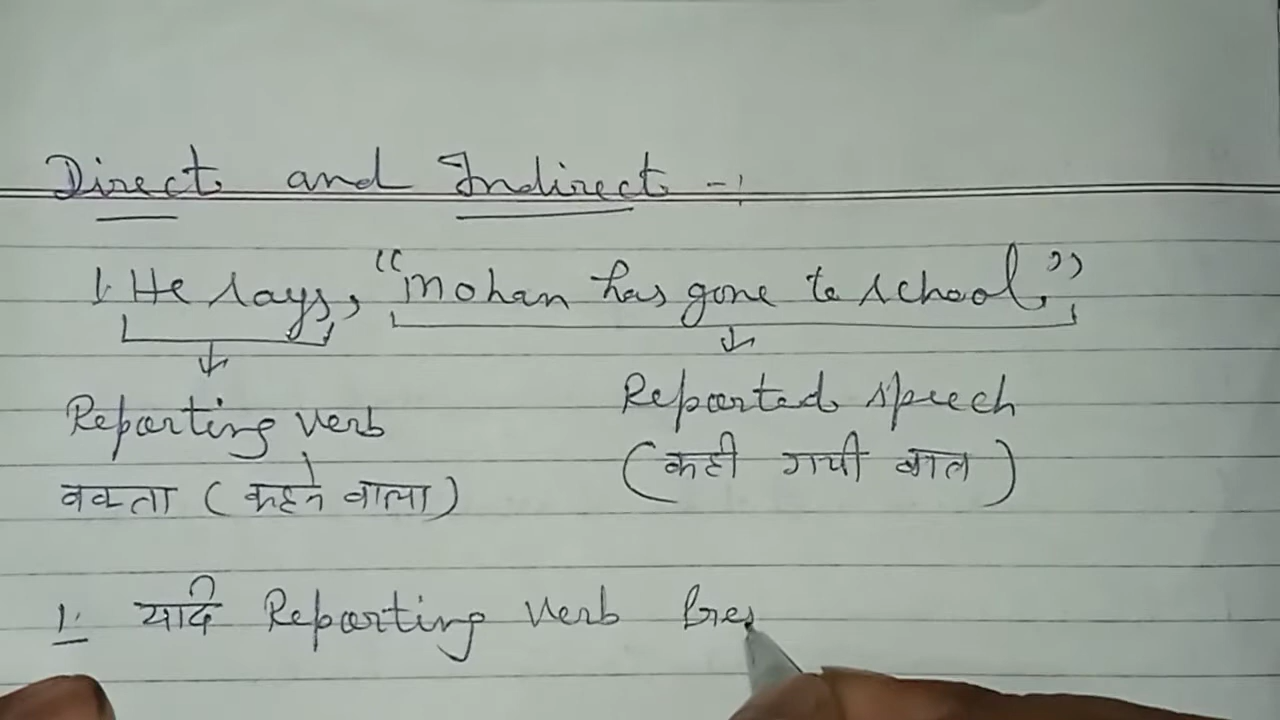 Direct and Indirect -:
1. He says, "Mohan has gone to school."
Reporting verb Reported speech
वक्ता (कहने वाला) (कही गयी बात)
1. यदि Reporting verb Pres